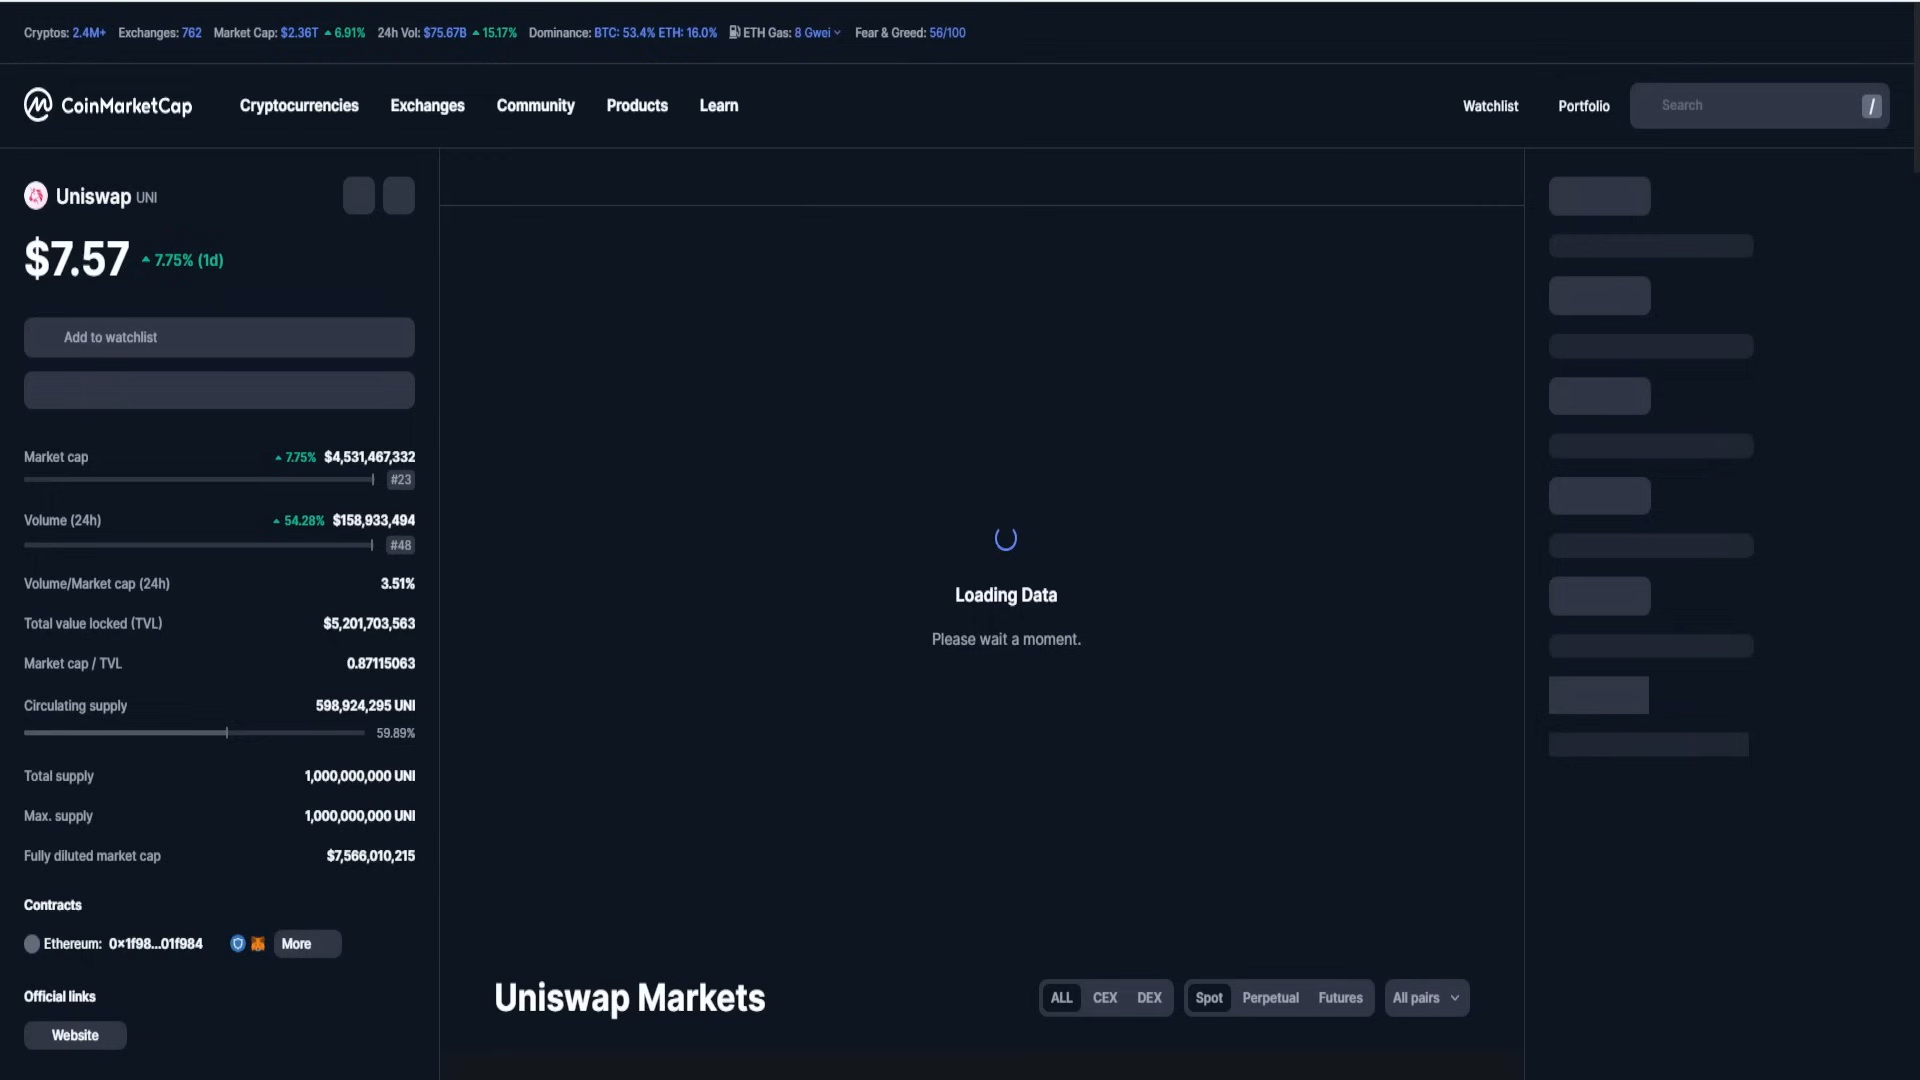 Cryptos: 2.4M+ Exchanges: 762 Market Cap: $2.36T 6.91% 24h Vol: $75.67B 15.17% Dominance: BTC: 53.4% ETH: 16.0% ETH Gas: 8 Gwei Fear & Greed: 56/100
CoinMarketCap Cryptocurrencies Exchanges Community Products Learn Watchlist Portfolio Search /
Uniswap UNI
$7.57 7.75% (1d)
Add to watchlist
Market cap 7.75% $4,531,467,332
#23
Volume (24h) 54.28% $158,933,494
#48
Volume/Market cap (24h) 3.51%
Total value locked (TVL) $5,201,703,563
Market cap / TVL 0.87115063
Circulating supply 598,924,295 UNI
59.89%
Total supply 1,000,000,000 UNI
Max. supply 1,000,000,000 UNI
Fully diluted market cap $7,566,010,215
Contracts
Ethereum: 0x1f98...01f984 More
Official links
Website
Loading Data
Please wait a moment.
Uniswap Markets ALL CEX DEX Spot Perpetual Futures All pairs